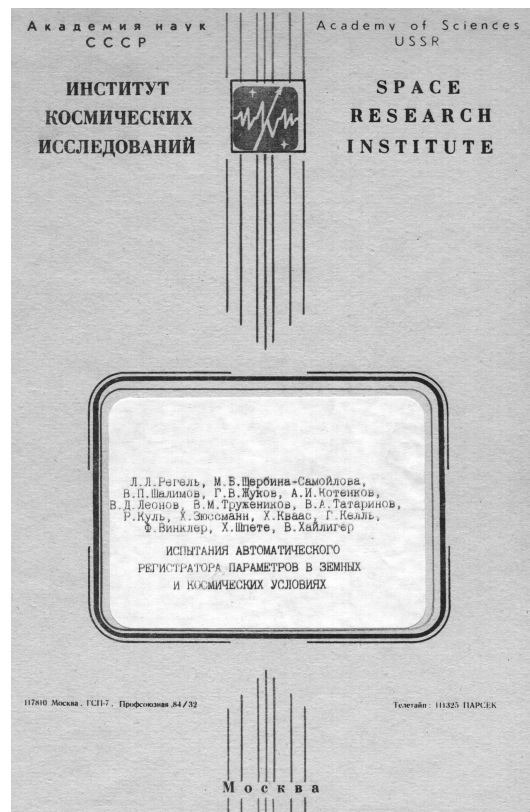 Академия наук
СССР
Academy of Sciences
USSR
ИНСТИТУТ
КОСМИЧЕСКИХ
ИССЛЕДОВАНИЙ
SPACE
RESEARCH
INSTITUTE
Л.Л.Регель, М.Б.Щербина-Самойлова,
В.П.Шалимов, Г.В.Жуков, А.И.Котенков,
В.Д.Леонов, В.М.Тружеников, В.А.Татаринов,
Р.Куль, Х.Зюссманн, Х.Кваас, Г.Келль,
Ф.Винклер, Х.Шпете, В.Хайлигер
ИСПЫТАНИЯ АВТОМАТИЧЕСКОГО
РЕГИСТРАТОРА ПАРАМЕТРОВ В ЗЕМНЫХ
И КОСМИЧЕСКИХ УСЛОВИЯХ
117810 Москва, ГСП-7, Профсоюзная ,84/32
Телетайп: 111325 ПАРСЕК
Москва